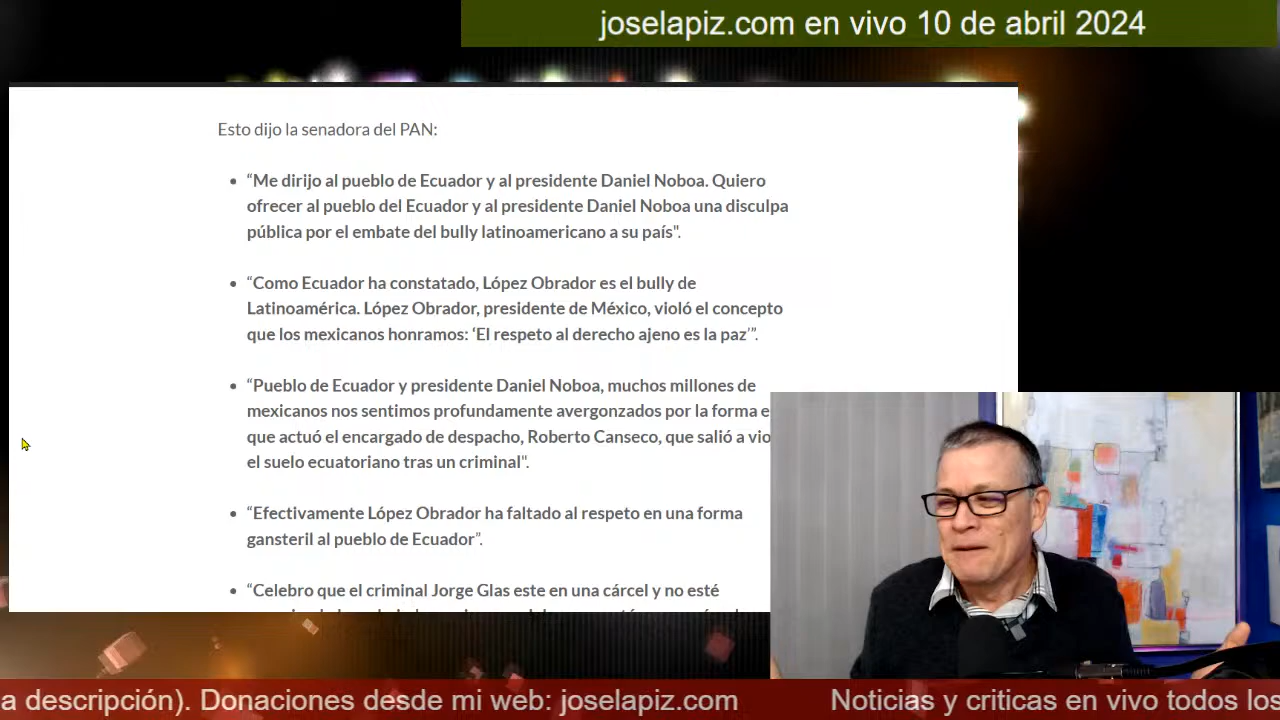 joselapiz.com en vivo 10 de abril 2024
Esto dijo la senadora del PAN:
“Me dirijo al pueblo de Ecuador y al presidente Daniel Noboa. Quiero
ofrecer al pueblo del Ecuador y al presidente Daniel Noboa una disculpa
pública por el embate del bully latinoamericano a su país".
“Como Ecuador ha constatado, López Obrador es el bully de
Latinoamérica. López Obrador, presidente de México, violó el concepto
que los mexicanos honramos: ‘El respeto al derecho ajeno es la paz’”.
“Pueblo de Ecuador y presidente Daniel Noboa, muchos millones de
mexicanos nos sentimos profundamente avergonzados por la forma e
que actuó el encargado de despacho, Roberto Canseco, que salió a vio
el suelo ecuatoriano tras un criminal".
“Efectivamente López Obrador ha faltado al respeto en una forma
gansteril al pueblo de Ecuador”.
“Celebro que el criminal Jorge Glas este en una cárcel y no esté
a descripción). Donaciones desde mi web: joselapiz.com Noticias y criticas en vivo todos los